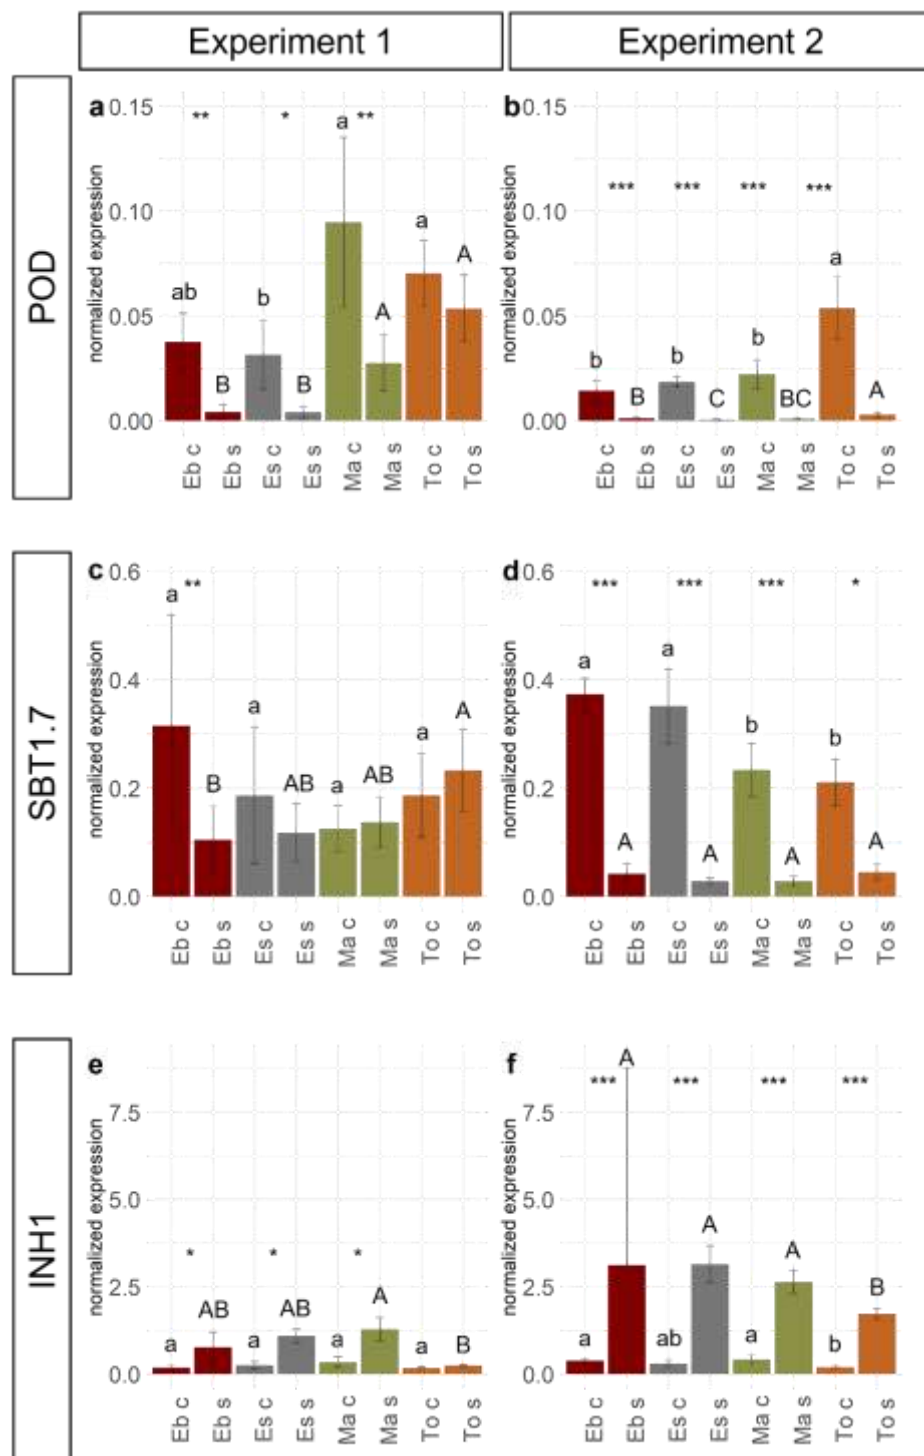 Experiment 1 Experiment 2
POD
a
normalized expression
0.15
0.10
0.05
0.00
** * **
ab B b B a A a A
Eb c Eb s Es c Es s Ma c Ma s To c To s
b
normalized expression
0.15
0.10
0.05
0.00
*** *** *** ***
b B b C b BC a A
Eb c Eb s Es c Es s Ma c Ma s To c To s
SBT1.7
c
normalized expression
0.6
0.4
0.2
0.0
**
a B a AB a AB a A
Eb c Eb s Es c Es s Ma c Ma s To c To s
d
normalized expression
0.6
0.4
0.2
0.0
*** *** *** *
a A a A b A b A
Eb c Eb s Es c Es s Ma c Ma s To c To s
INH1
e
normalized expression
7.5
5.0
2.5
0.0
* * *
a AB a AB a A a B
Eb c Eb s Es c Es s Ma c Ma s To c To s
f
normalized expression
7.5
5.0
2.5
0.0
*** *** *** ***
a A ab A a A b B
Eb c Eb s Es c Es s Ma c Ma s To c To s